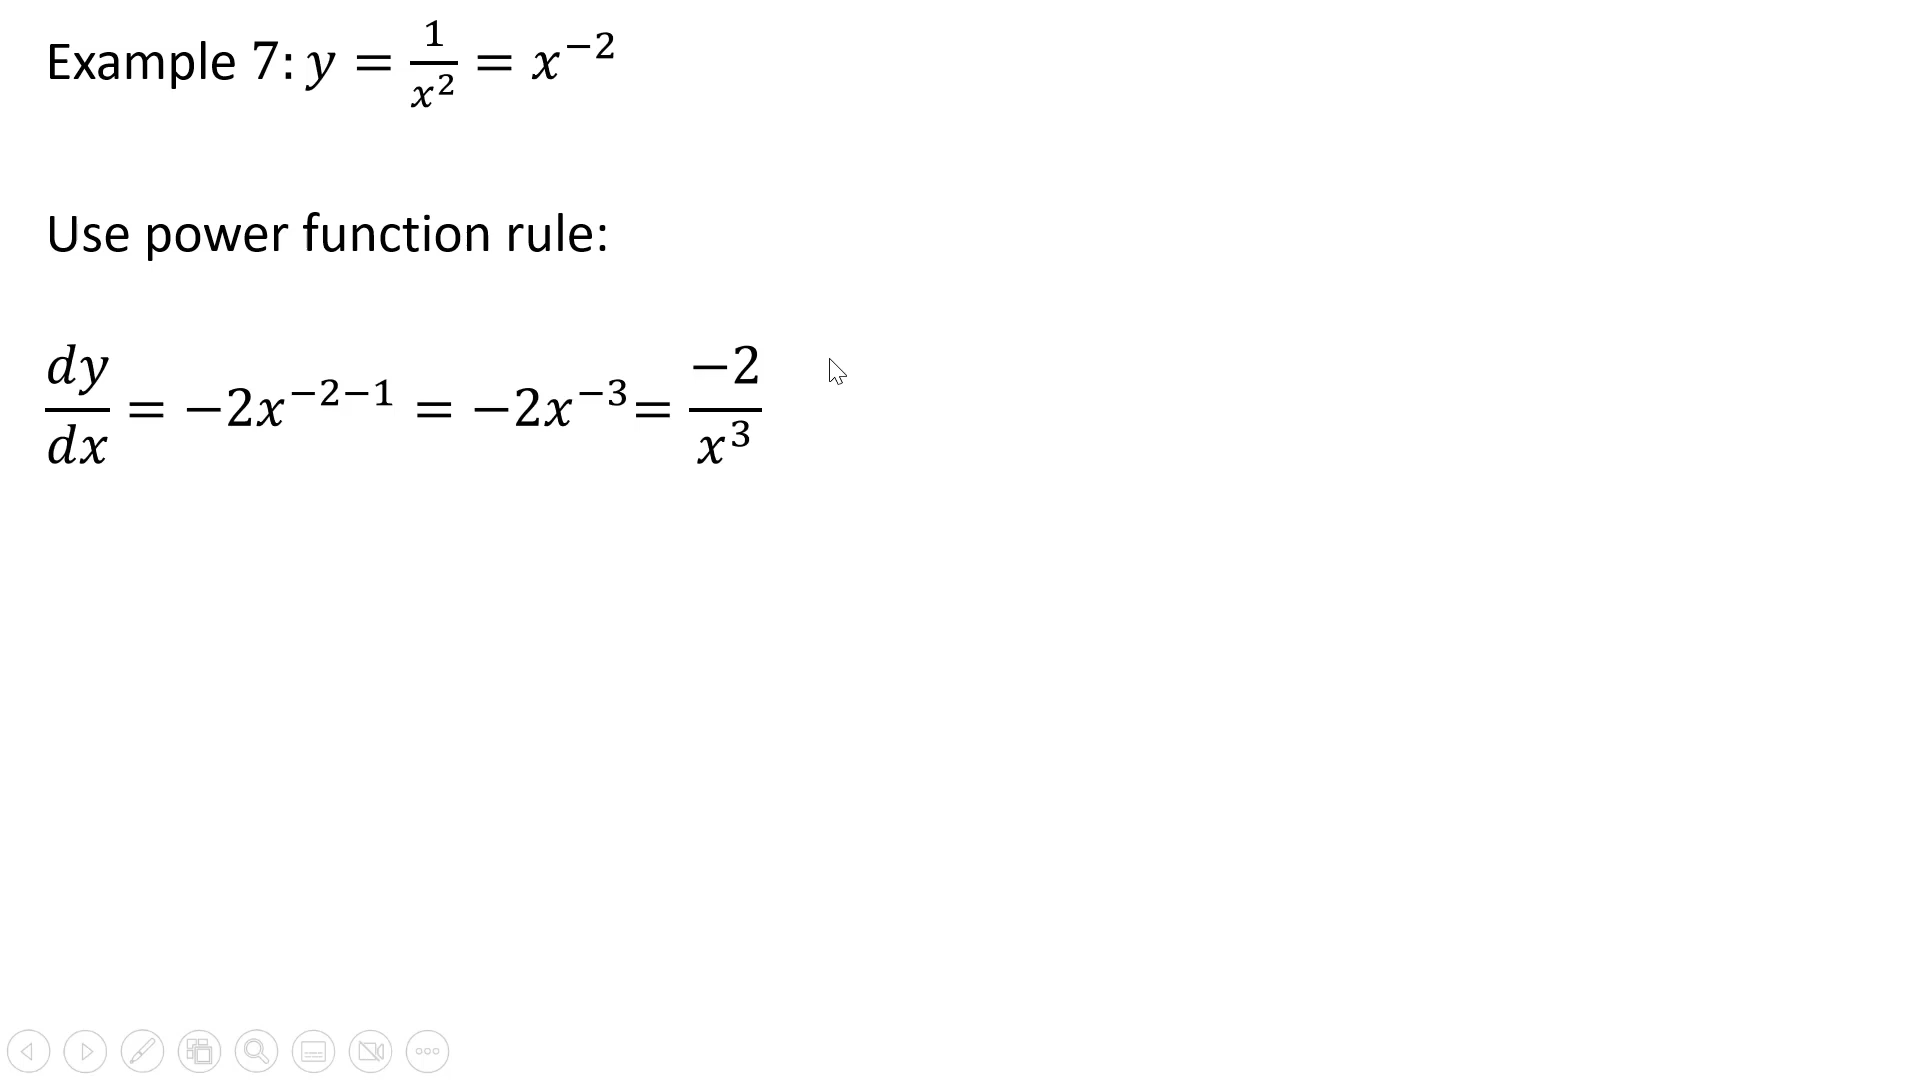 Example 7: y = 1/x² = x⁻²
Use power function rule:
dy/dx = −2x⁻²⁻¹ = −2x⁻³= −2/x³